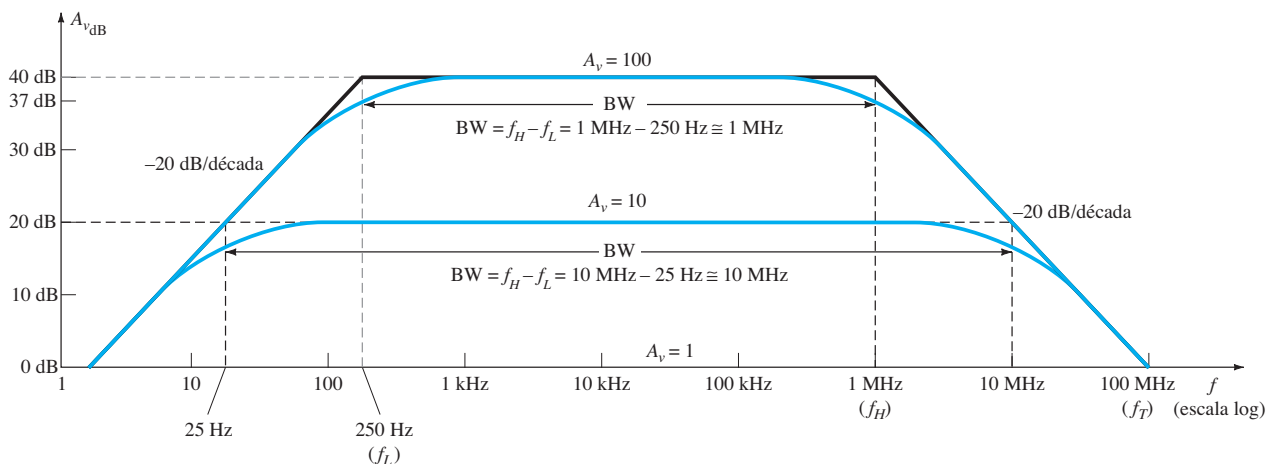 A_{v_{dB}}
40 dB
A_v = 100
37 dB
BW
BW = f_H – f_L = 1 MHz – 250 Hz ≅ 1 MHz
30 dB
–20 dB/década
A_v = 10
20 dB
–20 dB/década
BW
BW = f_H – f_L = 10 MHz – 25 Hz ≅ 10 MHz
10 dB
A_v = 1
0 dB
1 10 100 1 kHz 10 kHz 100 kHz 1 MHz 10 MHz 100 MHz f
(f_H) (f_T) (escala log)
25 Hz 250 Hz
(f_L)